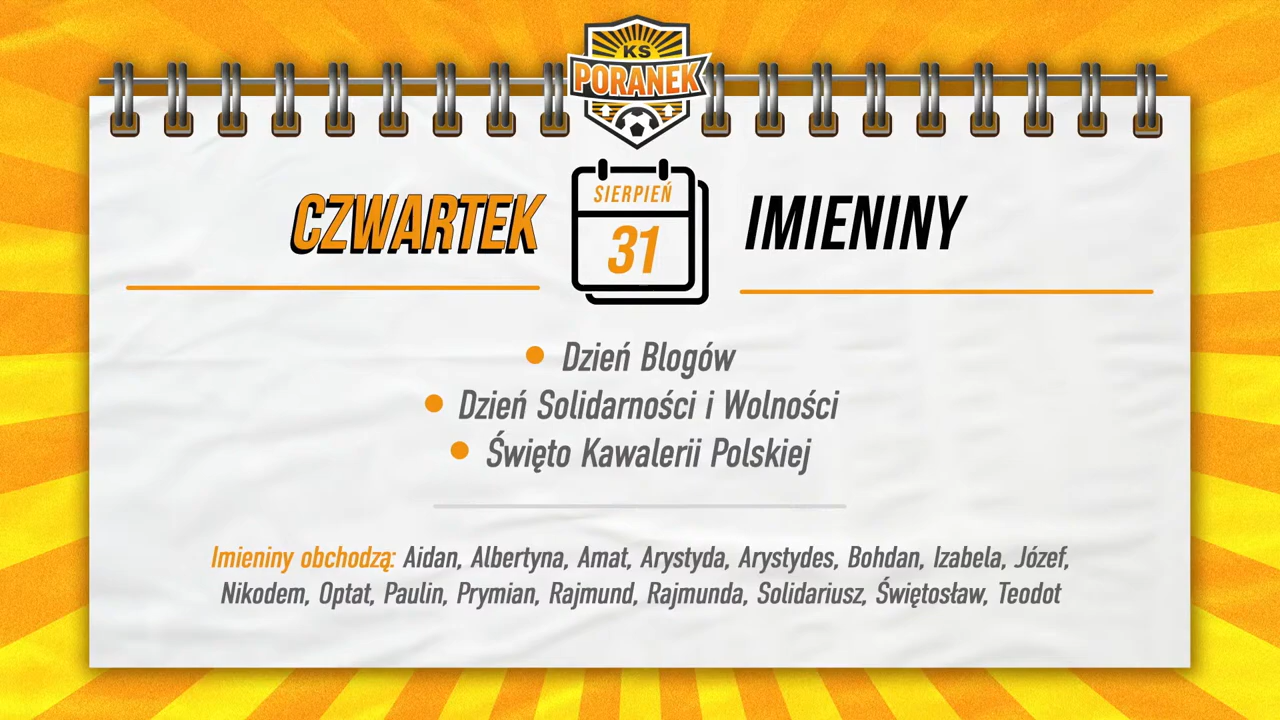 KS
PORANEK
CZWARTEK
SIERPIEŃ
31
IMIENINY
Dzień Blogów
Dzień Solidarności i Wolności
Święto Kawalerii Polskiej
Imieniny obchodzą: Aidan, Albertyna, Amat, Arystyda, Arystydes, Bohdan, Izabela, Józef,
Nikodem, Optat, Paulin, Prymian, Rajmund, Rajmunda, Solidariusz, Świętosław, Teodot